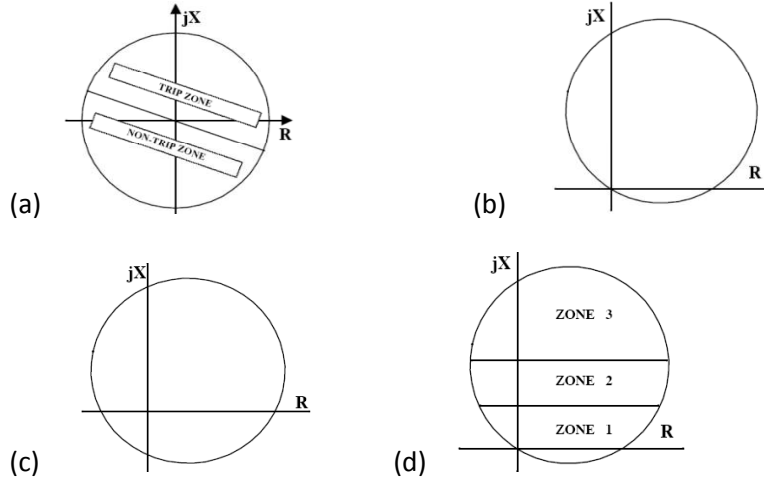 jX
TRIP ZONE
R
NON-TRIP ZONE
(a)
jX
R
(b)
jX
R
(c)
jX
ZONE 3
ZONE 2
ZONE 1 R
(d)